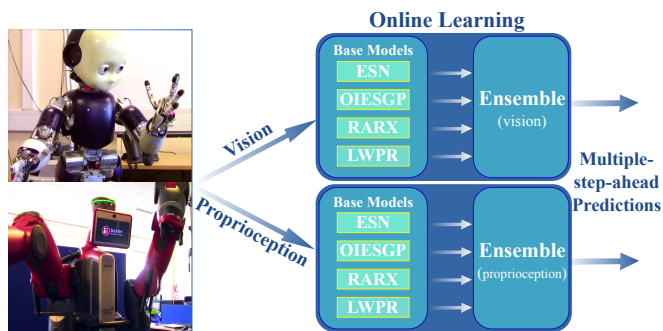 Online Learning
Base Models
ESN
OIESGP
RARX
LWPR
Ensemble
(vision)
Vision
Proprioception
Base Models
ESN
OIESGP
RARX
LWPR
Ensemble
(proprioception)
Multiple-
step-ahead
Predictions